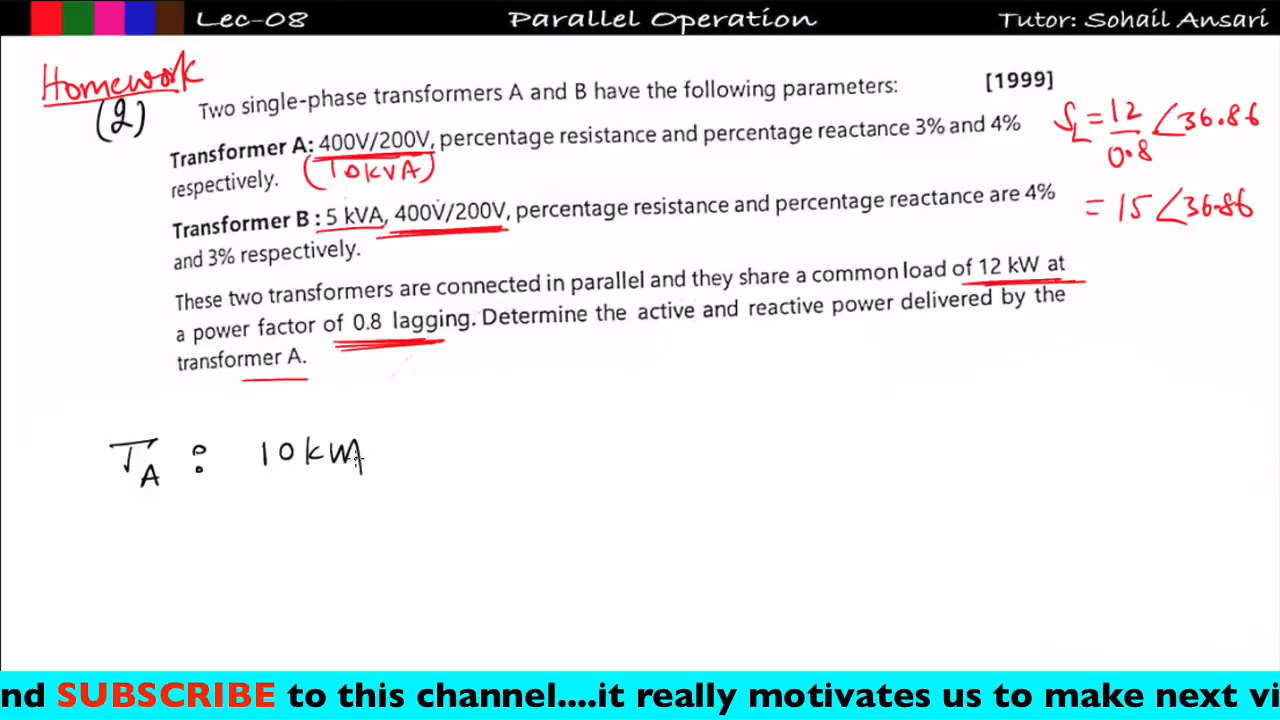 Lec-08 Parallel Operation Tutor: Sohail Ansari
Homework
(2) Two single-phase transformers A and B have the following parameters: [1999]
Transformer A: 400V/200V, percentage resistance and percentage reactance 3% and 4%
respectively. (10kVA)
Transformer B : 5 kVA, 400V/200V, percentage resistance and percentage reactance are 4%
and 3% respectively.
These two transformers are connected in parallel and they share a common load of 12 kW at
a power factor of 0.8 lagging. Determine the active and reactive power delivered by the
transformer A.
S_L = 12/0.8 ∠36.86
= 15 ∠36.86
T_A : 10 kVA
nd SUBSCRIBE to this channel....it really motivates us to make next vi